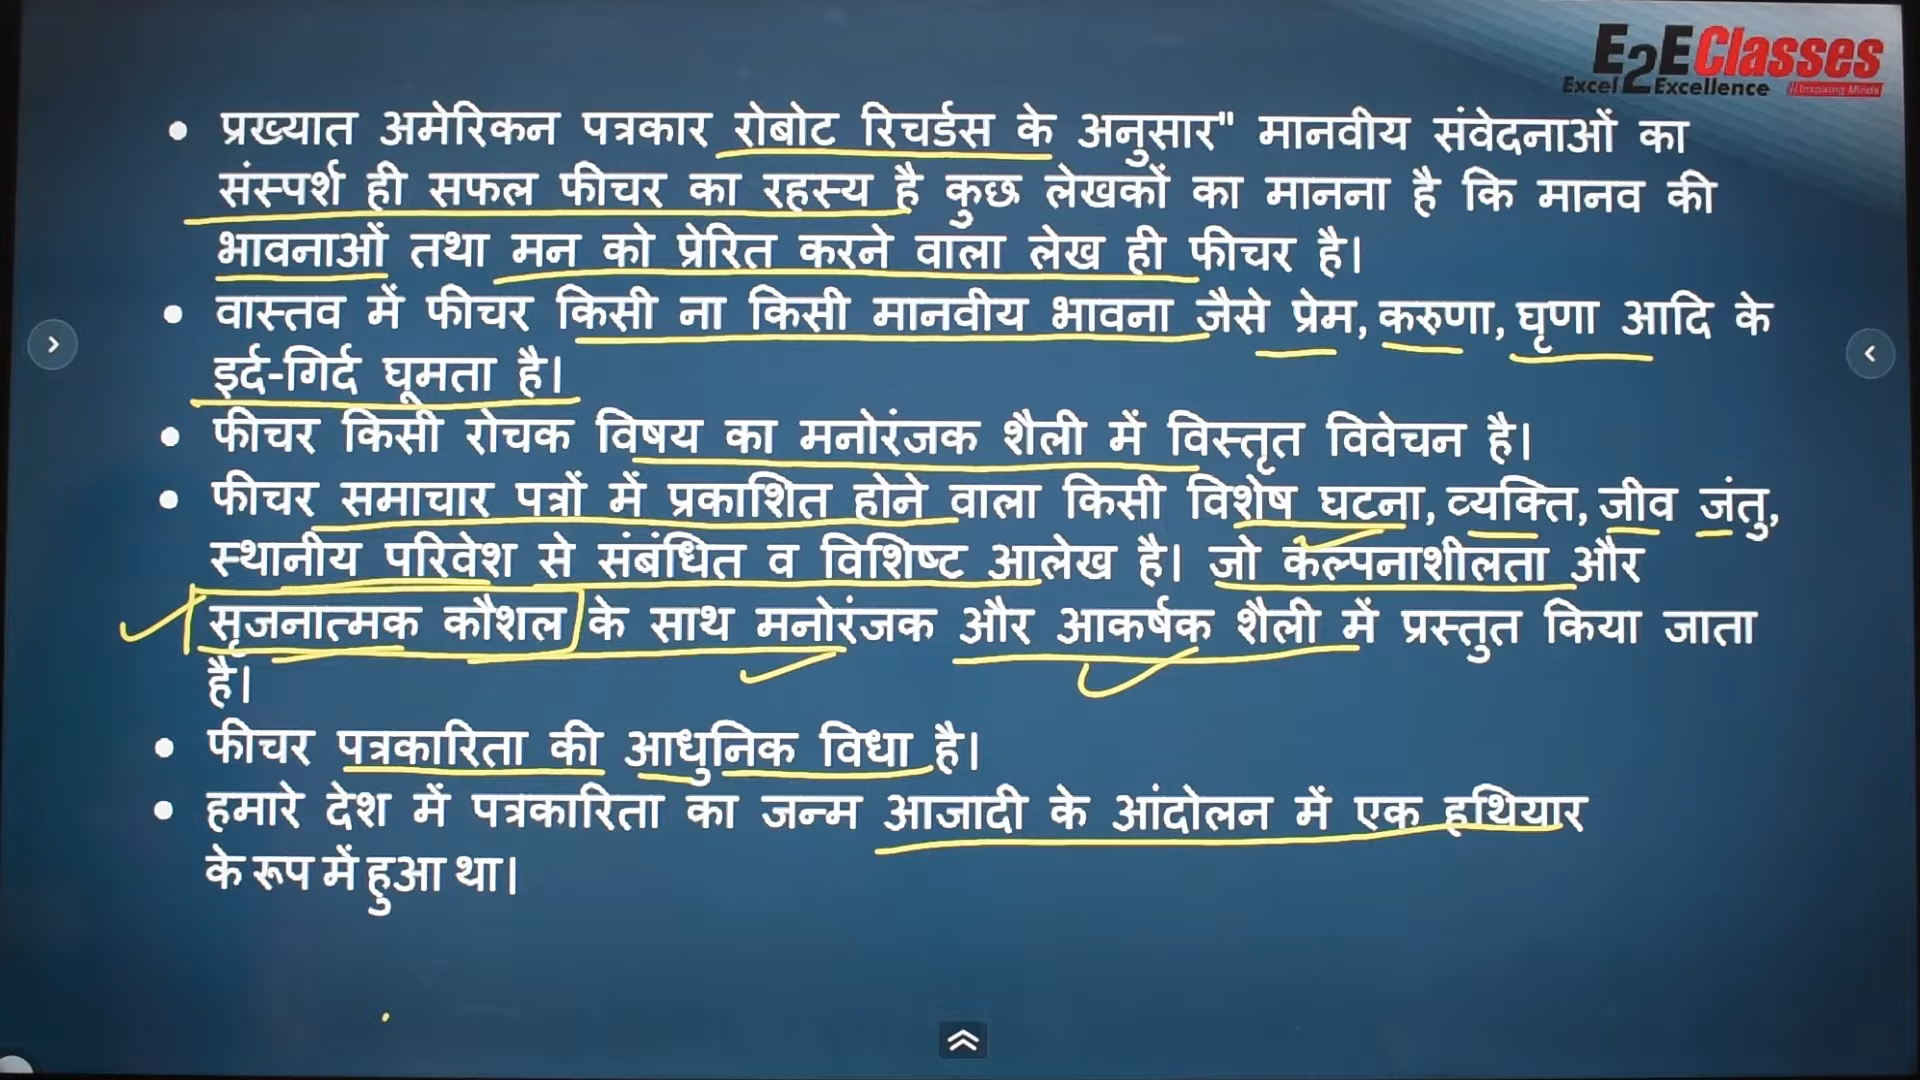 E2E Classes
Excel 2 Excellence // Inspiring Minds
• प्रख्यात अमेरिकन पत्रकार रोबोट रिचर्डस के अनुसार" मानवीय संवेदनाओं का
संस्पर्श ही सफल फीचर का रहस्य है कुछ लेखकों का मानना है कि मानव की
भावनाओं तथा मन को प्रेरित करने वाला लेख ही फीचर है।
• वास्तव में फीचर किसी ना किसी मानवीय भावना जैसे प्रेम, करुणा, घृणा आदि के
इर्द-गिर्द घूमता है।
• फीचर किसी रोचक विषय का मनोरंजक शैली में विस्तृत विवेचन है।
• फीचर समाचार पत्रों में प्रकाशित होने वाला किसी विशेष घटना, व्यक्ति, जीव जंतु,
स्थानीय परिवेश से संबंधित व विशिष्ट आलेख है। जो कल्पनाशीलता और
सृजनात्मक कौशल के साथ मनोरंजक और आकर्षक शैली में प्रस्तुत किया जाता
है।
• फीचर पत्रकारिता की आधुनिक विधा है।
• हमारे देश में पत्रकारिता का जन्म आजादी के आंदोलन में एक हथियार
के रूप में हुआ था।